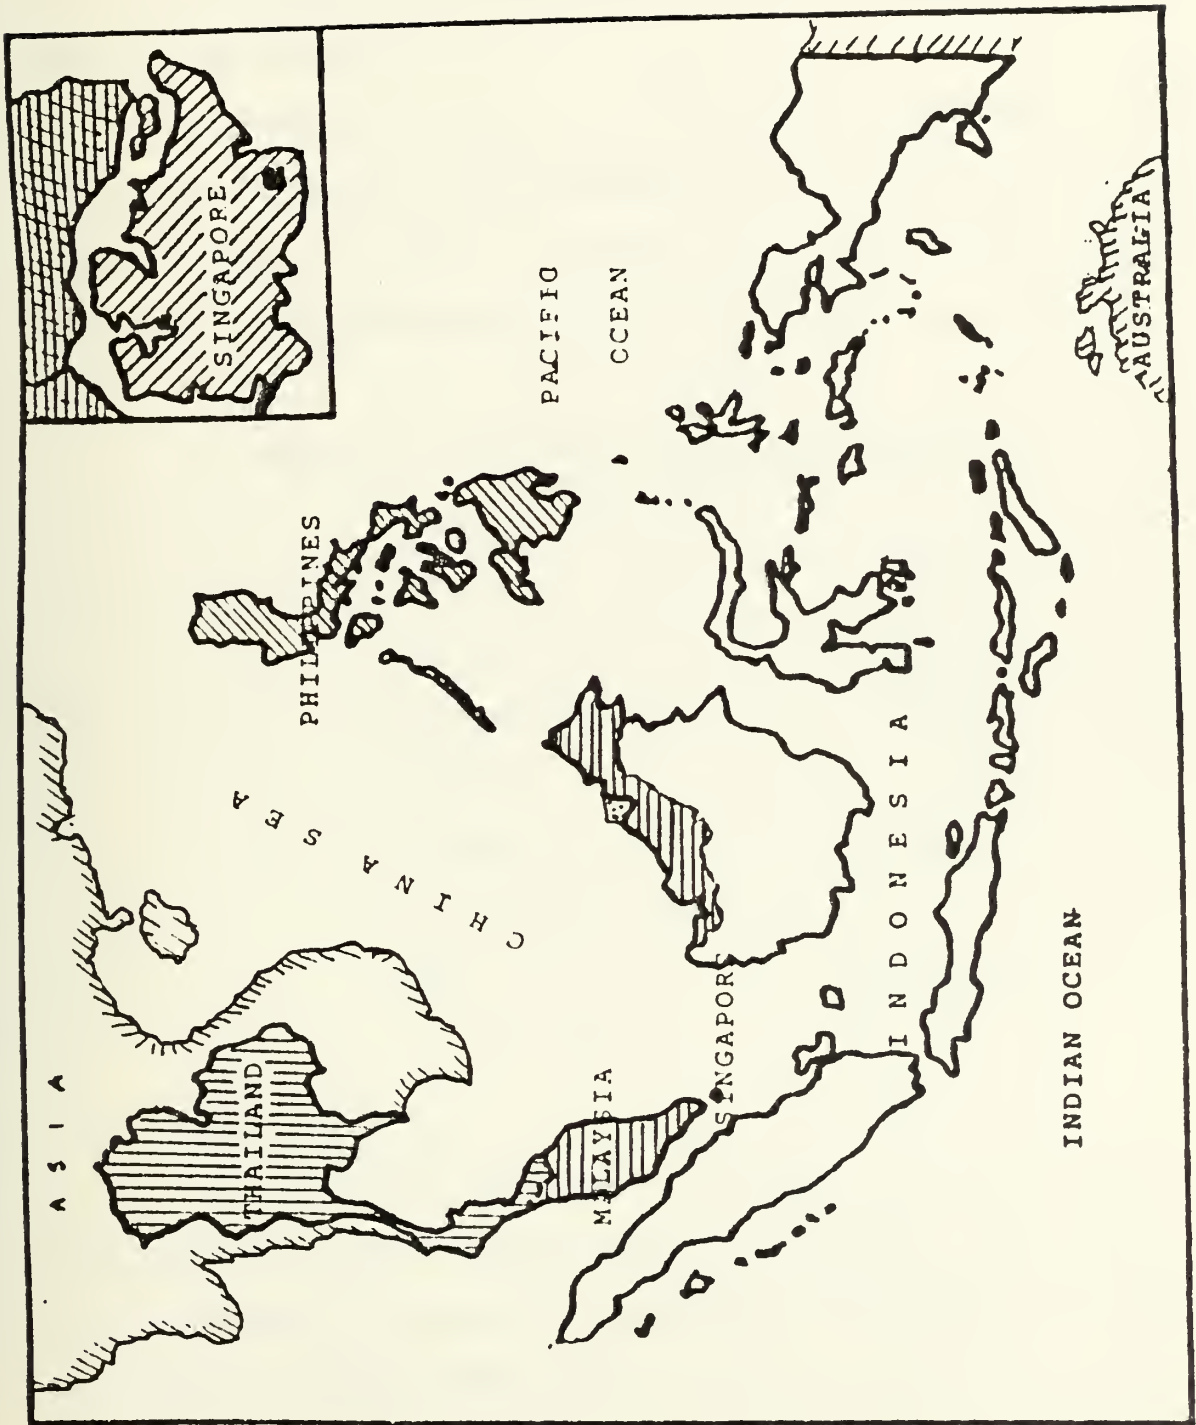 ASIA
SINGAPORE
THAILAND
CHINA SEA
PHILIPPINES
PACIFIC
OCEAN
MALAYSIA
SINGAPORE
INDONESIA
INDIAN OCEAN
AUSTRALIA